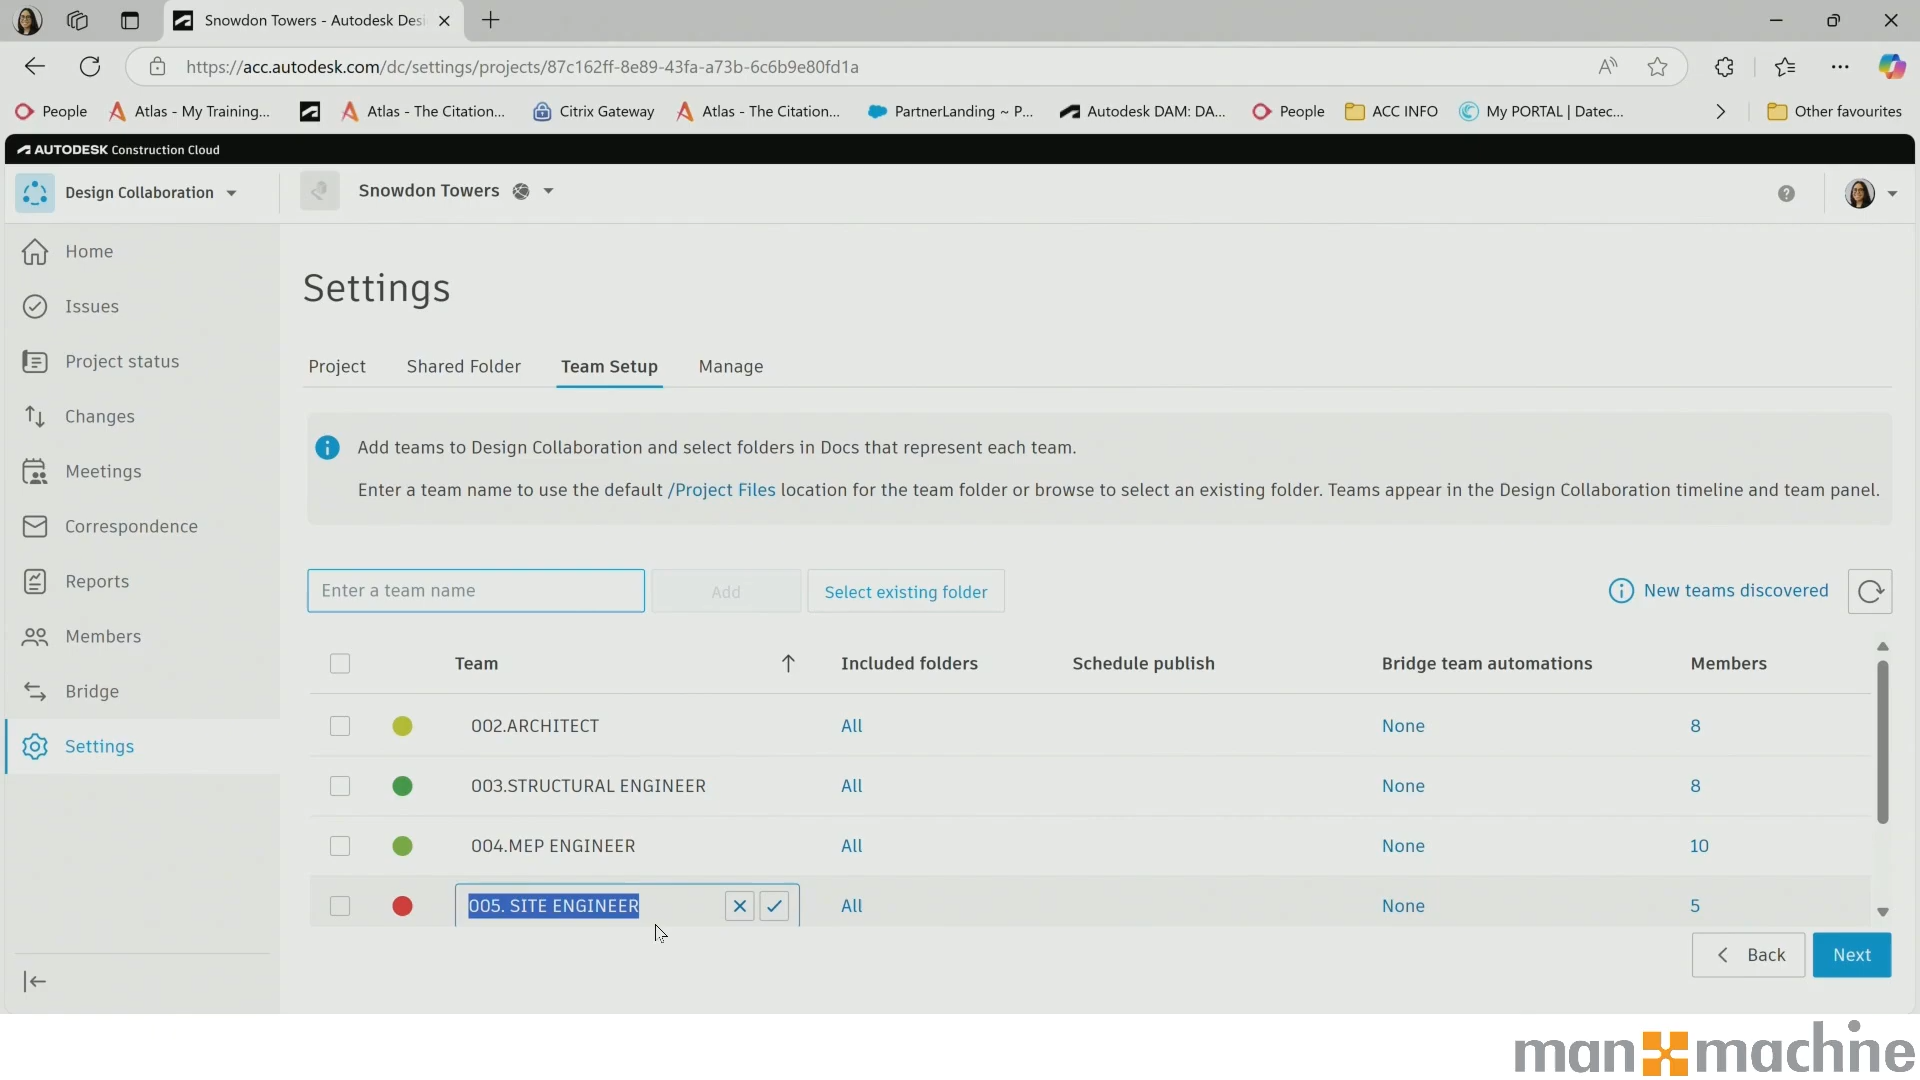 Snowdon Towers - Autodesk Desi
https://acc.autodesk.com/dc/settings/projects/87c162ff-8e89-43fa-a73b-6c6b9e80fd1a
People
Atlas - My Training...
Atlas - The Citation...
Citrix Gateway
Atlas - The Citation...
PartnerLanding ~ P...
Autodesk DAM: DA...
People
ACC INFO
My PORTAL | Datec...
Other favourites
AUTODESK Construction Cloud
Design Collaboration
Snowdon Towers
Home
Issues
Project status
Changes
Meetings
Correspondence
Reports
Members
Bridge
Settings
Settings
Project Shared Folder Team Setup Manage
Add teams to Design Collaboration and select folders in Docs that represent each team.
Enter a team name to use the default /Project Files location for the team folder or browse to select an existing folder. Teams appear in the Design Collaboration timeline and team panel.
Enter a team name Add Select existing folder New teams discovered
Team Included folders Schedule publish Bridge team automations Members
002.ARCHITECT All None 8
003.STRUCTURAL ENGINEER All None 8
004.MEP ENGINEER All None 10
005. SITE ENGINEER All None 5
Back Next
man machine